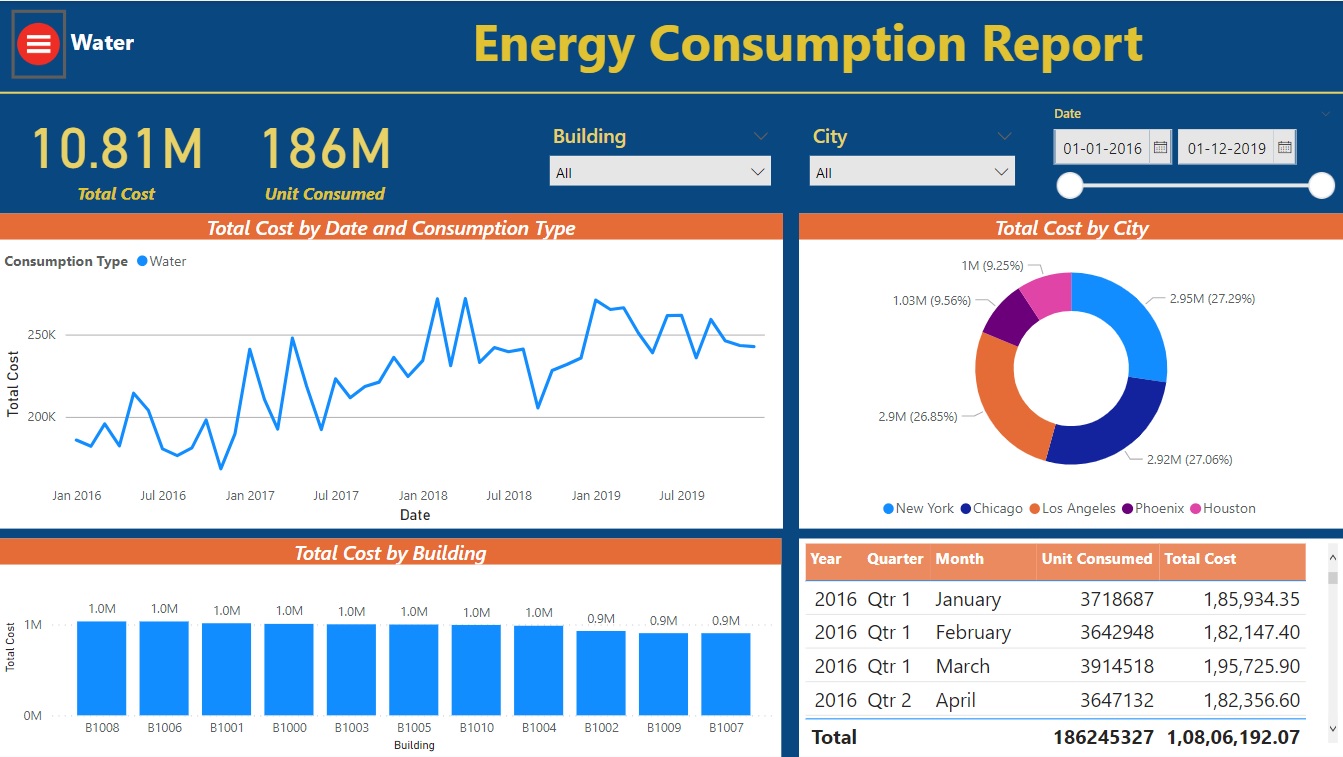 Water
Energy Consumption Report
10.81M
Total Cost
186M
Unit Consumed
Building
All
City
All
Date
01-01-2016
01-12-2019
Total Cost by Date and Consumption Type
Consumption Type Water
250K
200K
Total Cost
Jan 2016 Jul 2016 Jan 2017 Jul 2017 Jan 2018 Jul 2018 Jan 2019 Jul 2019
Date
Total Cost by City
1M (9.25%)
1.03M (9.56%)
2.95M (27.29%)
2.9M (26.85%)
2.92M (27.06%)
New York Chicago Los Angeles Phoenix Houston
Total Cost by Building
1.0M 1.0M 1.0M 1.0M 1.0M 1.0M 1.0M 1.0M 0.9M 0.9M 0.9M
1M
0M
Total Cost
B1008 B1006 B1001 B1000 B1003 B1005 B1010 B1004 B1002 B1009 B1007
Building
Year Quarter Month Unit Consumed Total Cost
2016 Qtr 1 January 3718687 1,85,934.35
2016 Qtr 1 February 3642948 1,82,147.40
2016 Qtr 1 March 3914518 1,95,725.90
2016 Qtr 2 April 3647132 1,82,356.60
Total 186245327 1,08,06,192.07